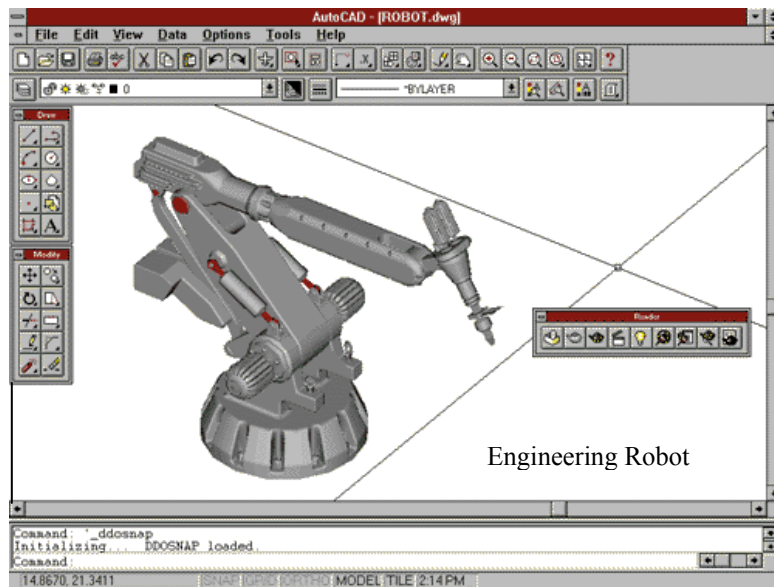 AutoCAD - [ROBOT.dwg]
File Edit View Data Options Tools Help
0
BYLAYER
Draw
Modify
Render
Engineering Robot
Command: '_ddosnap
Initializing... DDOSNAP loaded.
Command:
14.8670, 21.3411 SNAP GRID ORTHO MODEL TILE 2:14 PM